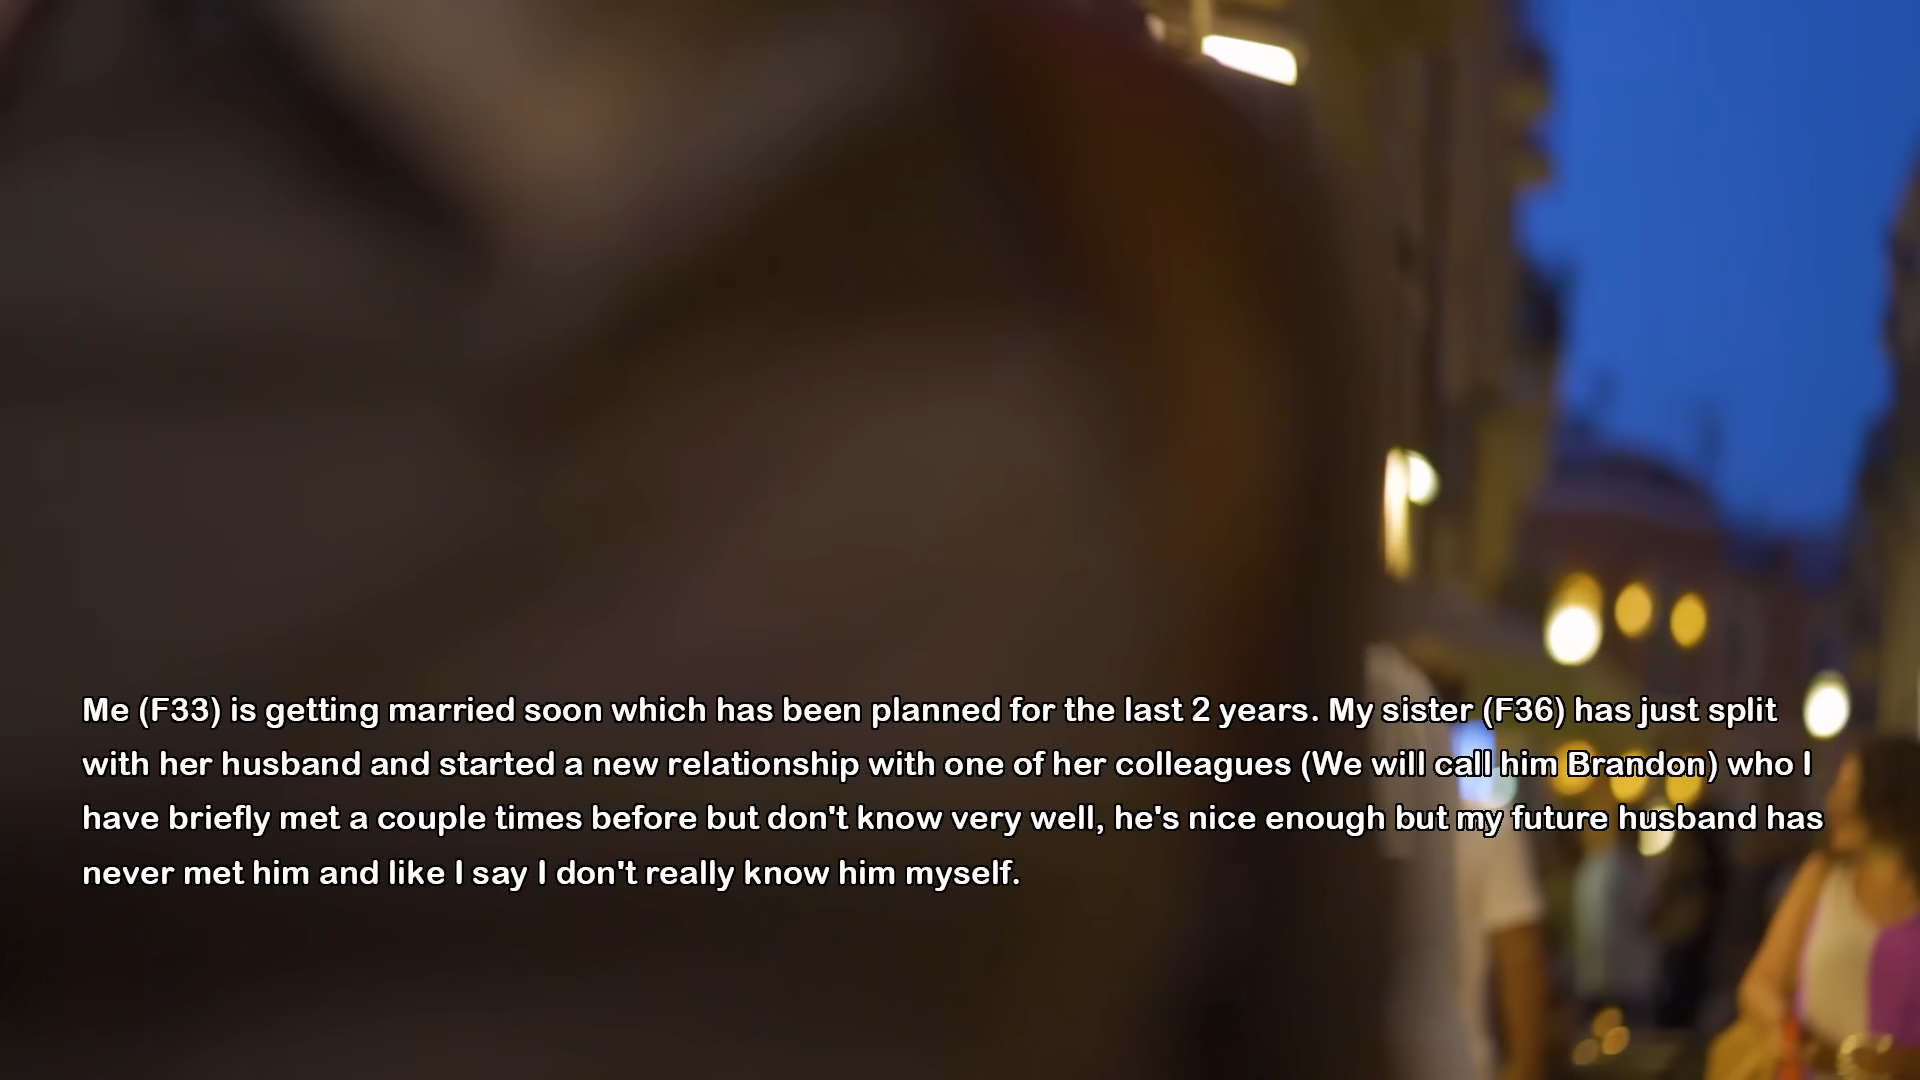 Me (F33) is getting married soon which has been planned for the last 2 years. My sister (F36) has just split
with her husband and started a new relationship with one of her colleagues (We will call him Brandon) who I
have briefly met a couple times before but don't know very well, he's nice enough but my future husband has
never met him and like I say I don't really know him myself.